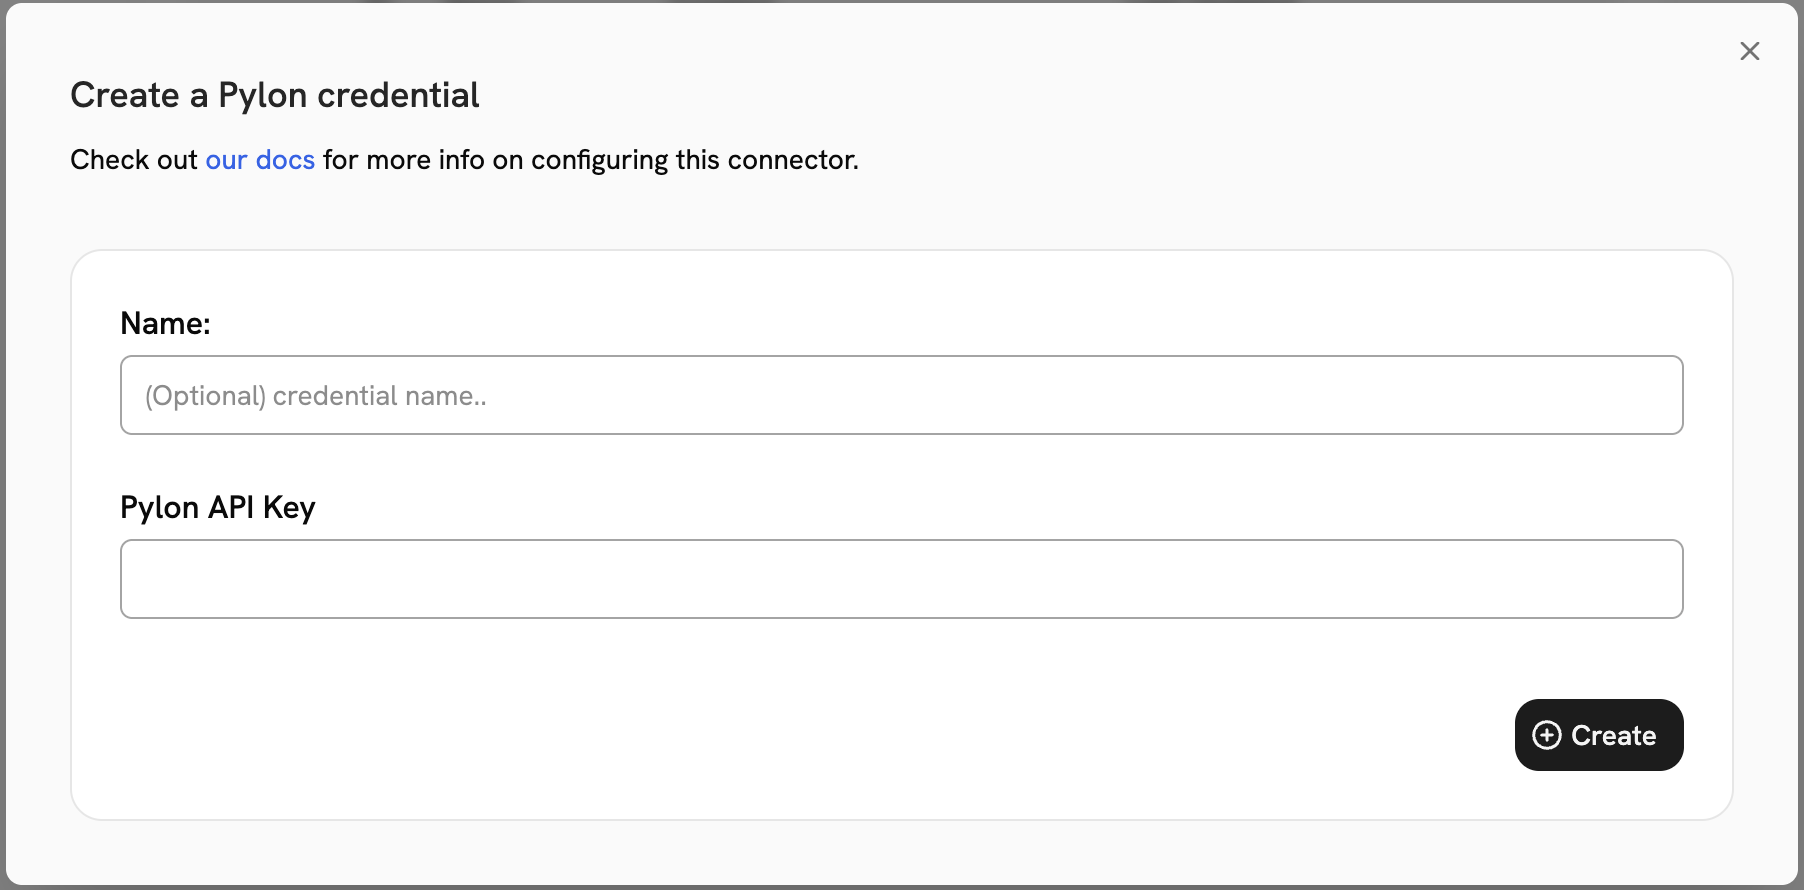 Create a Pylon credential
Check out our docs for more info on configuring this connector.
Name:
(Optional) credential name..
Pylon API Key
Create